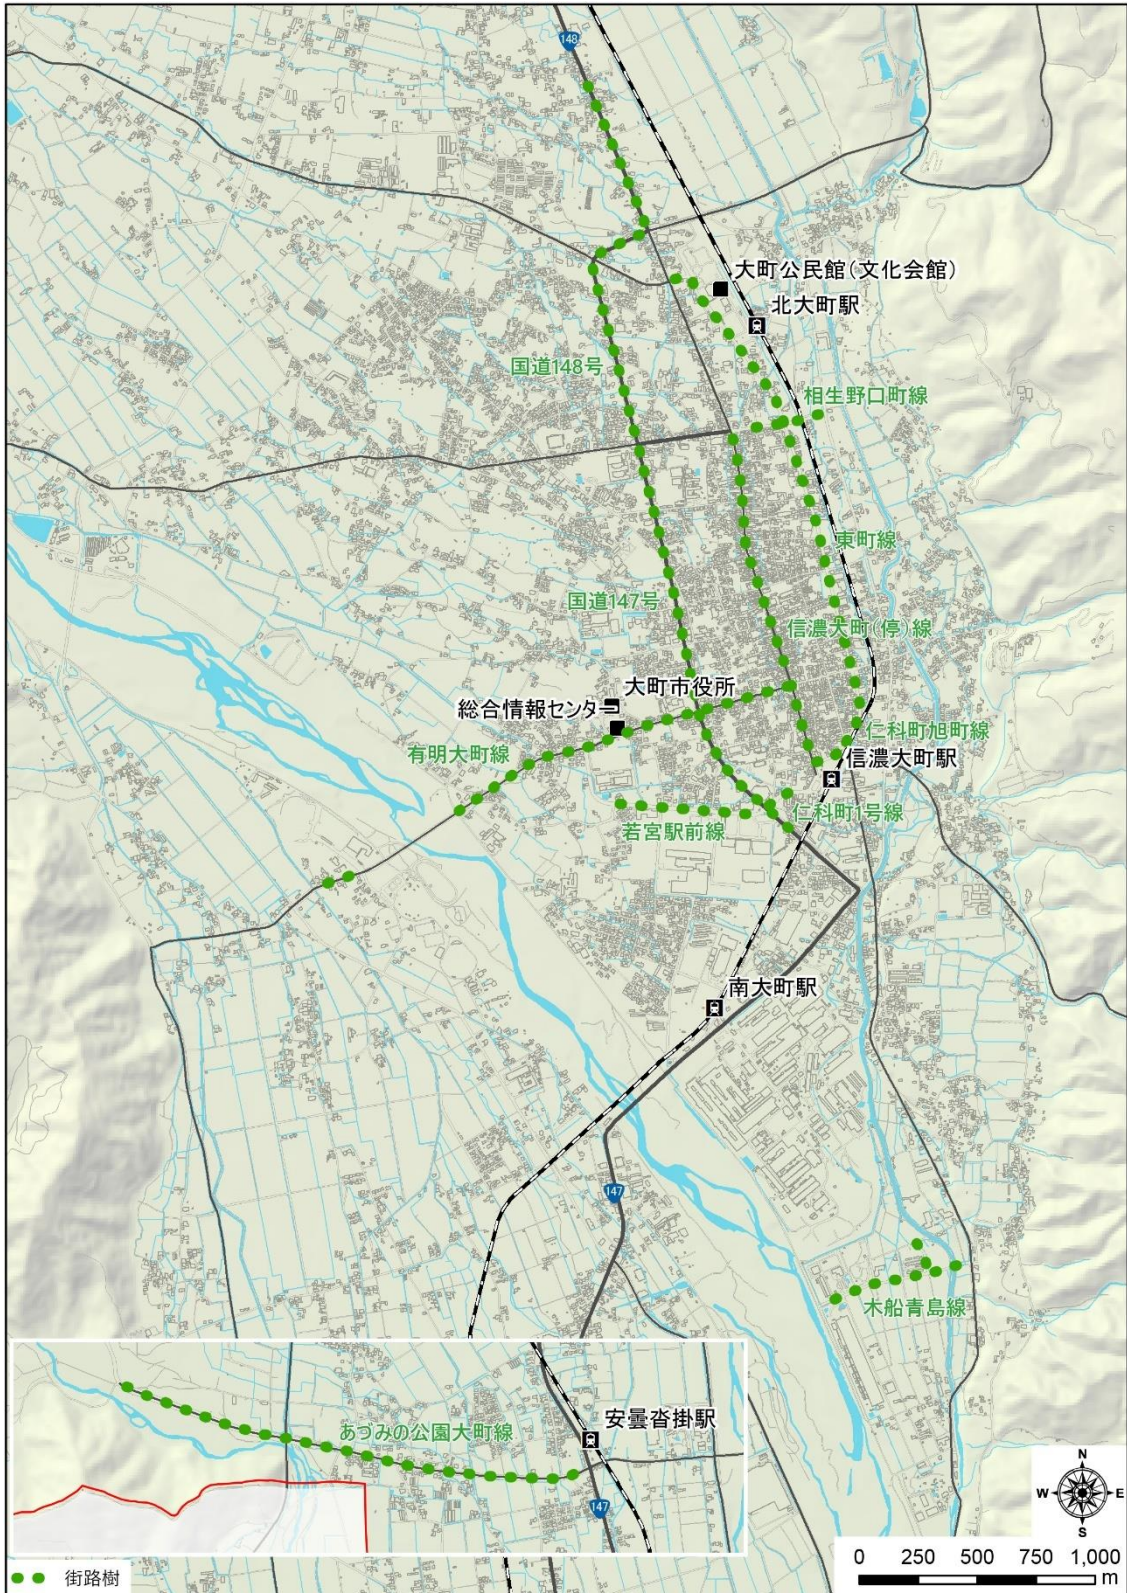 148
大町公民館(文化会館)
北大町駅
国道148号
相生野口町線
東町線
国道147号
信濃大町(停)線
大町市役所
総合情報センター
仁科町旭町線
有明大町線
信濃大町駅
仁科町1号線
若宮駅前線
南大町駅
147
木船青島線
あづみの公園大町線
安曇沓掛駅
147
N
W E
S
0 250 500 750 1,000
m
街路樹